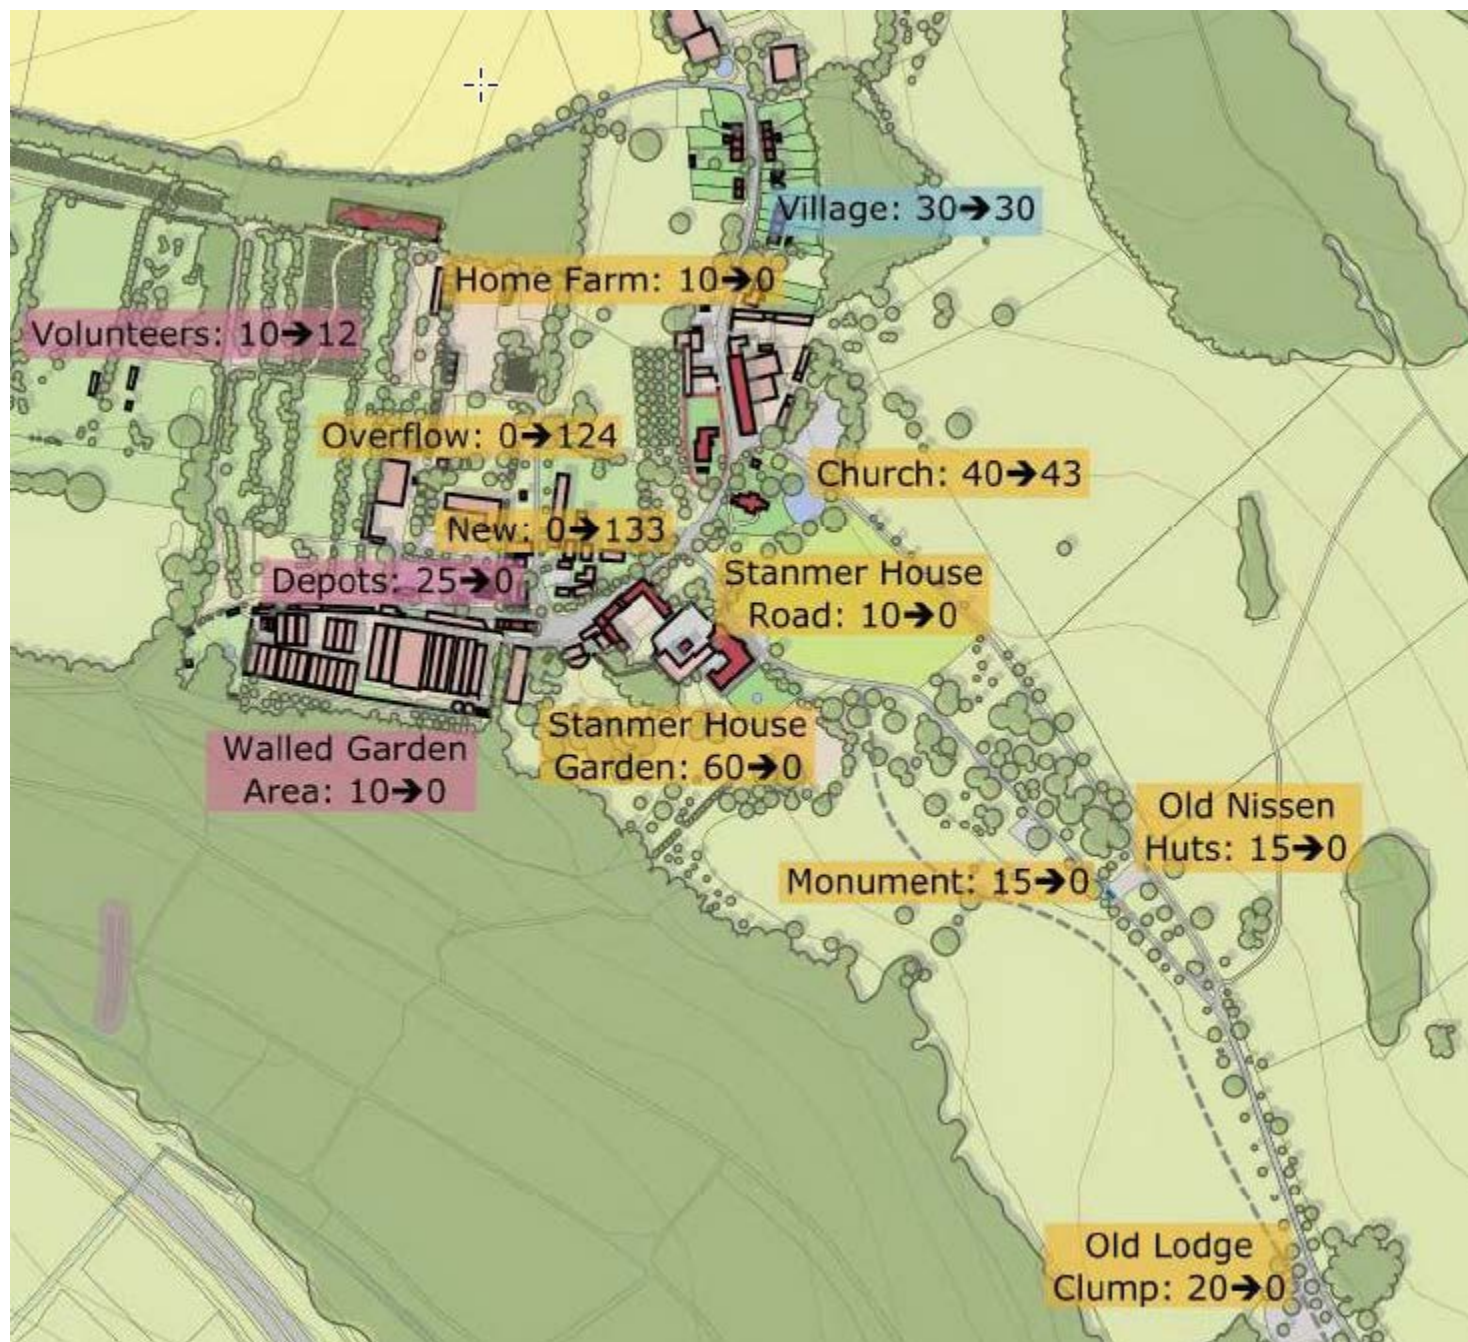 Village: 30➔30
Home Farm: 10➔0
Volunteers: 10➔12
Overflow: 0➔124
Church: 40➔43
New: 0➔133
Depots: 25➔0
Stanmer House
Road: 10➔0
Stanmer House
Garden: 60➔0
Walled Garden
Area: 10➔0
Old Nissen
Huts: 15➔0
Monument: 15➔0
Old Lodge
Clump: 20➔0